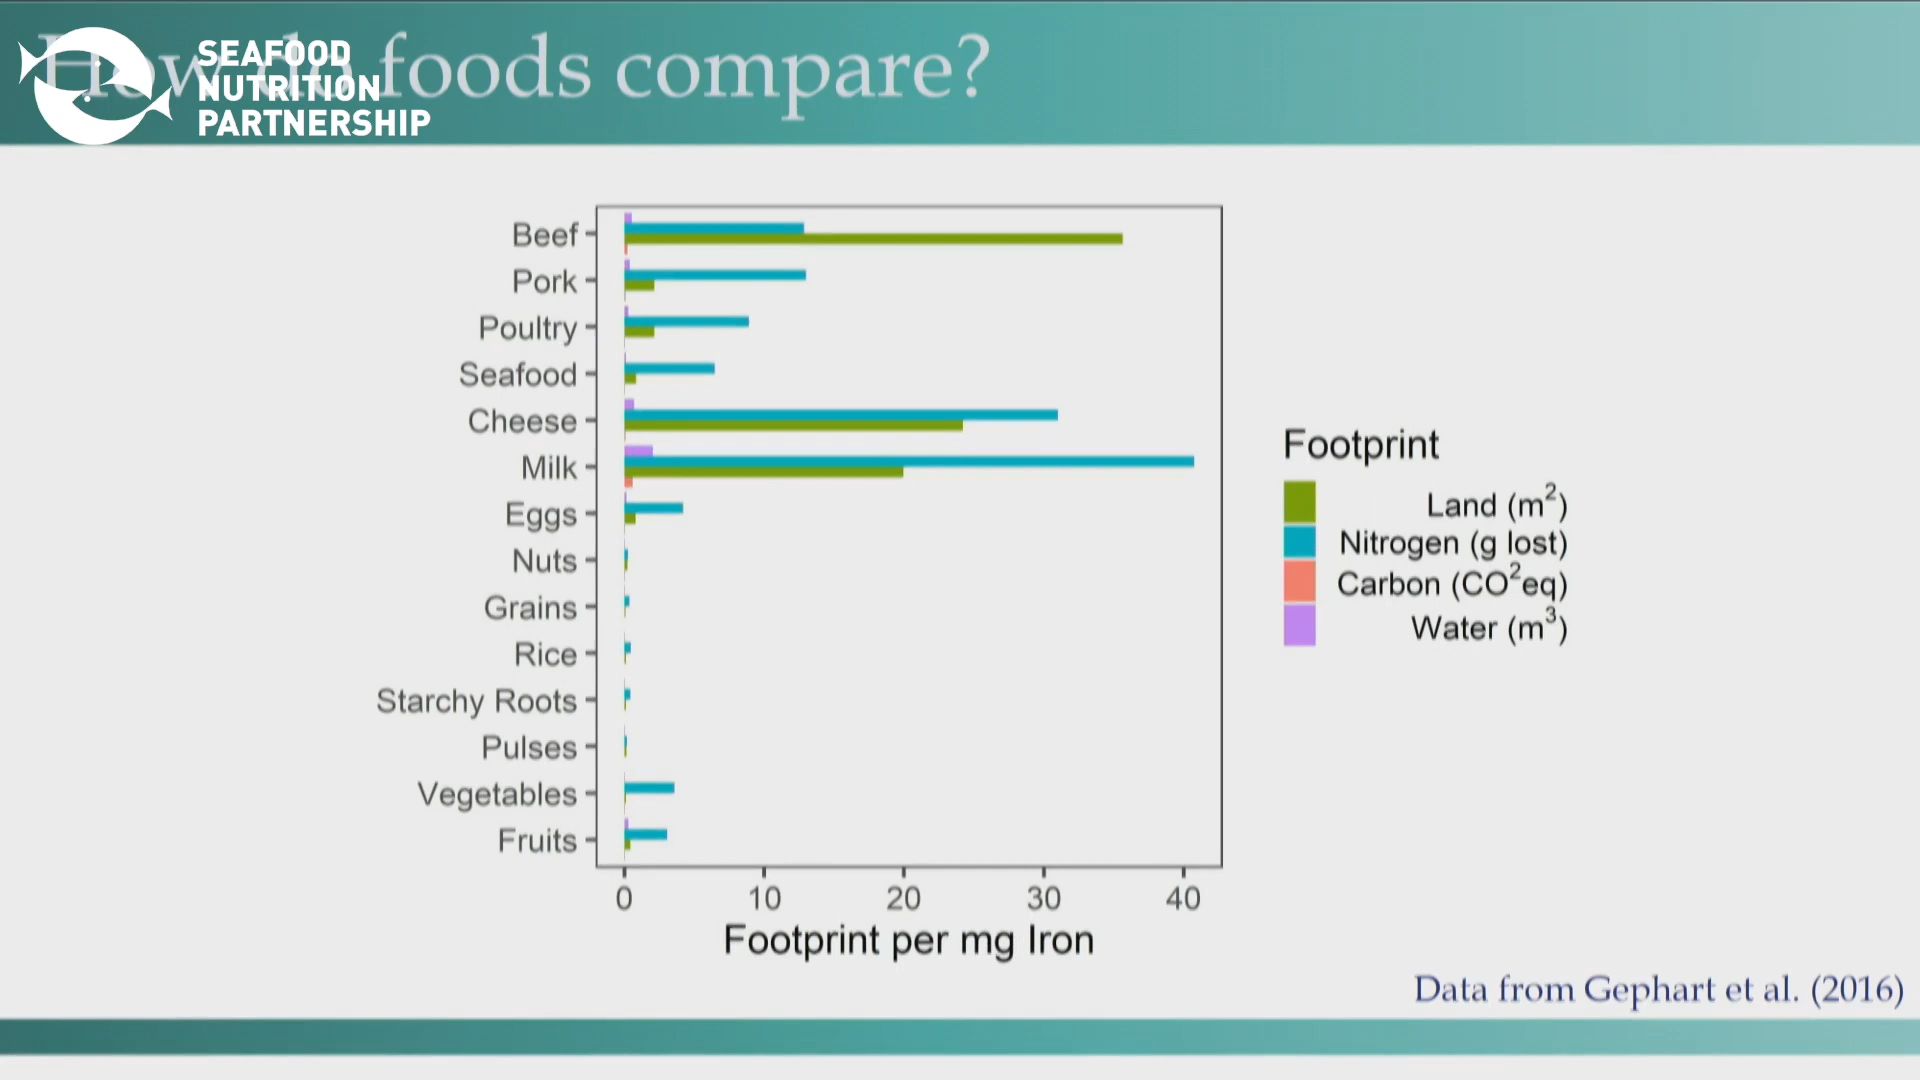 How do foods compare?
SEAFOOD
NUTRITION
PARTNERSHIP
Beef
Pork
Poultry
Seafood
Cheese
Milk
Eggs
Nuts
Grains
Rice
Starchy Roots
Pulses
Vegetables
Fruits
0 10 20 30 40
Footprint per mg Iron
Footprint
Land (m²)
Nitrogen (g lost)
Carbon (CO²eq)
Water (m³)
Data from Gephart et al. (2016)